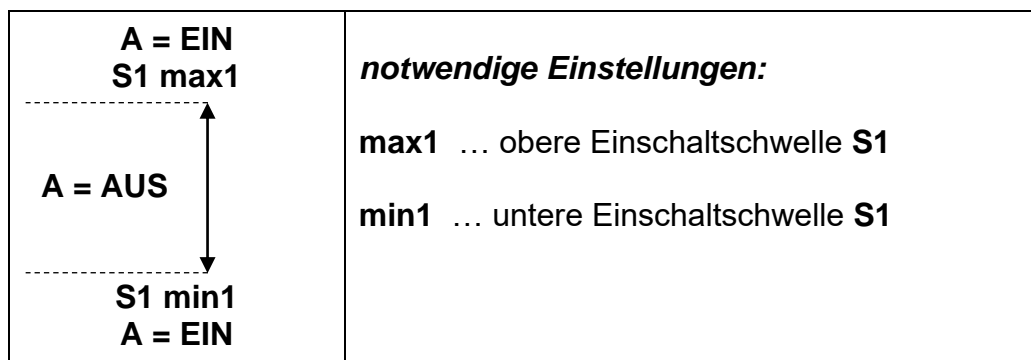 A = EIN
S1 max1
A = AUS
S1 min1
A = EIN
notwendige Einstellungen:
max1 … obere Einschaltschwelle S1
min1 … untere Einschaltschwelle S1